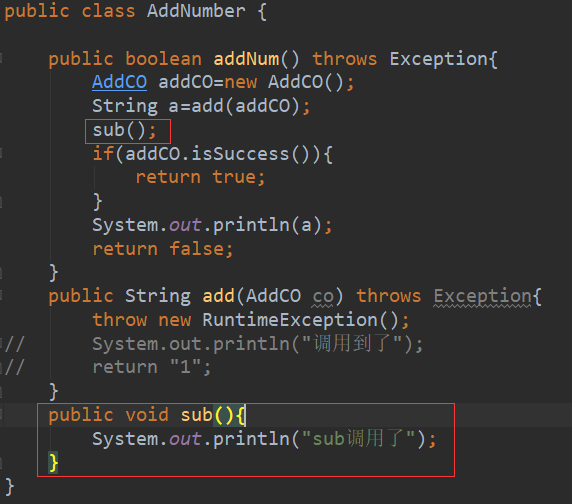 public class AddNumber {
public boolean addNum() throws Exception{
AddCO addCO=new AddCO();
String a=add(addCO);
sub();
if(addCO.isSuccess()){
return true;
}
System.out.println(a);
return false;
}
public String add(AddCO co) throws Exception{
throw new RuntimeException();
// System.out.println("调用到了");
// return "1";
}
public void sub(){
System.out.println("sub调用了");
}
}